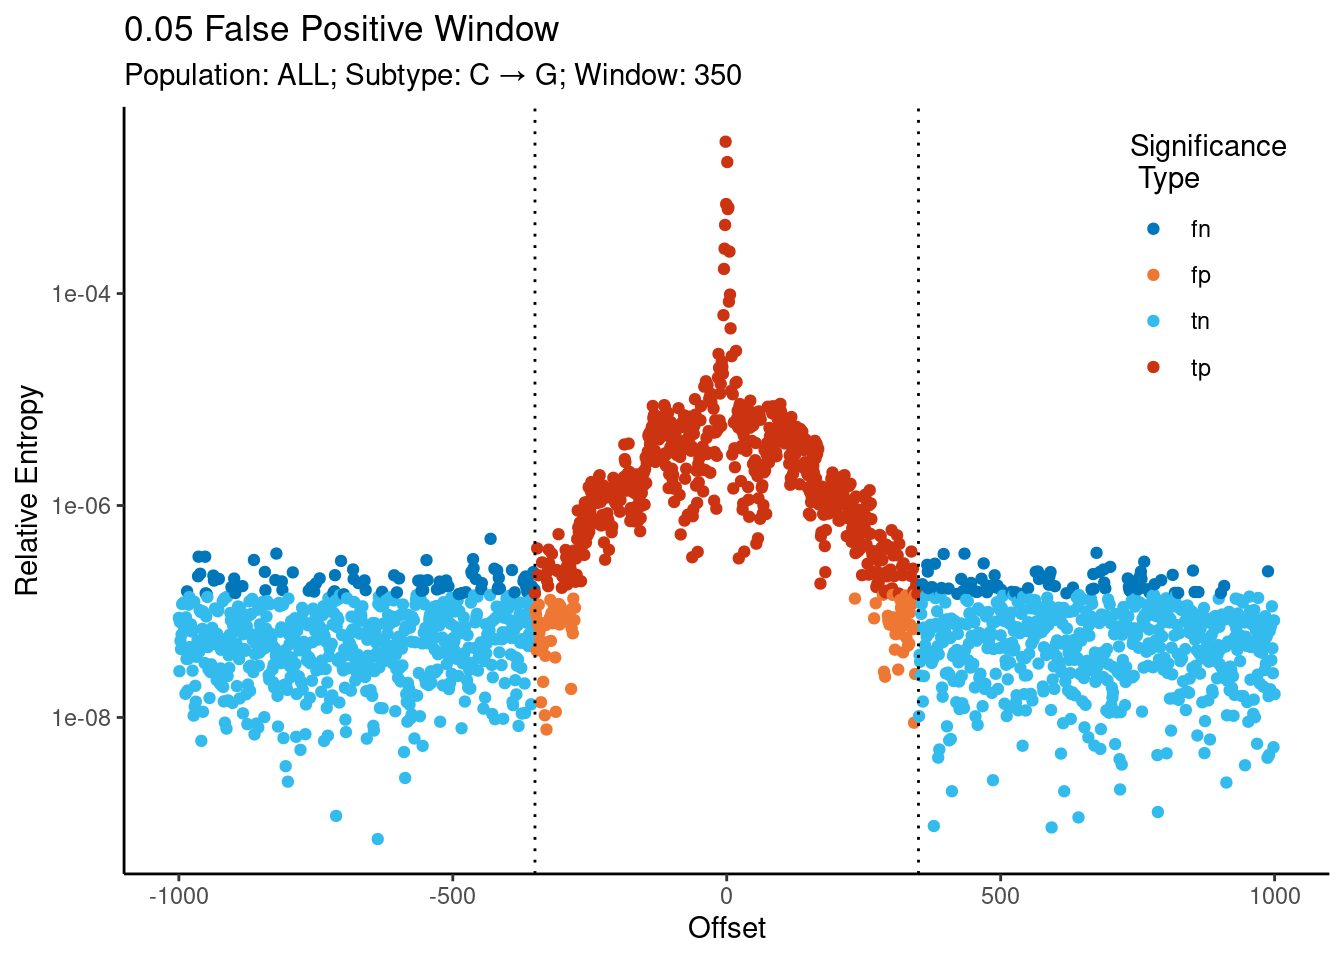 0.05 False Positive Window
Population: ALL; Subtype: C → G; Window: 350
Significance
Type
fn
fp
tn
tp
Relative Entropy
1e-04
1e-06
1e-08
-1000
-500
0
500
1000
Offset